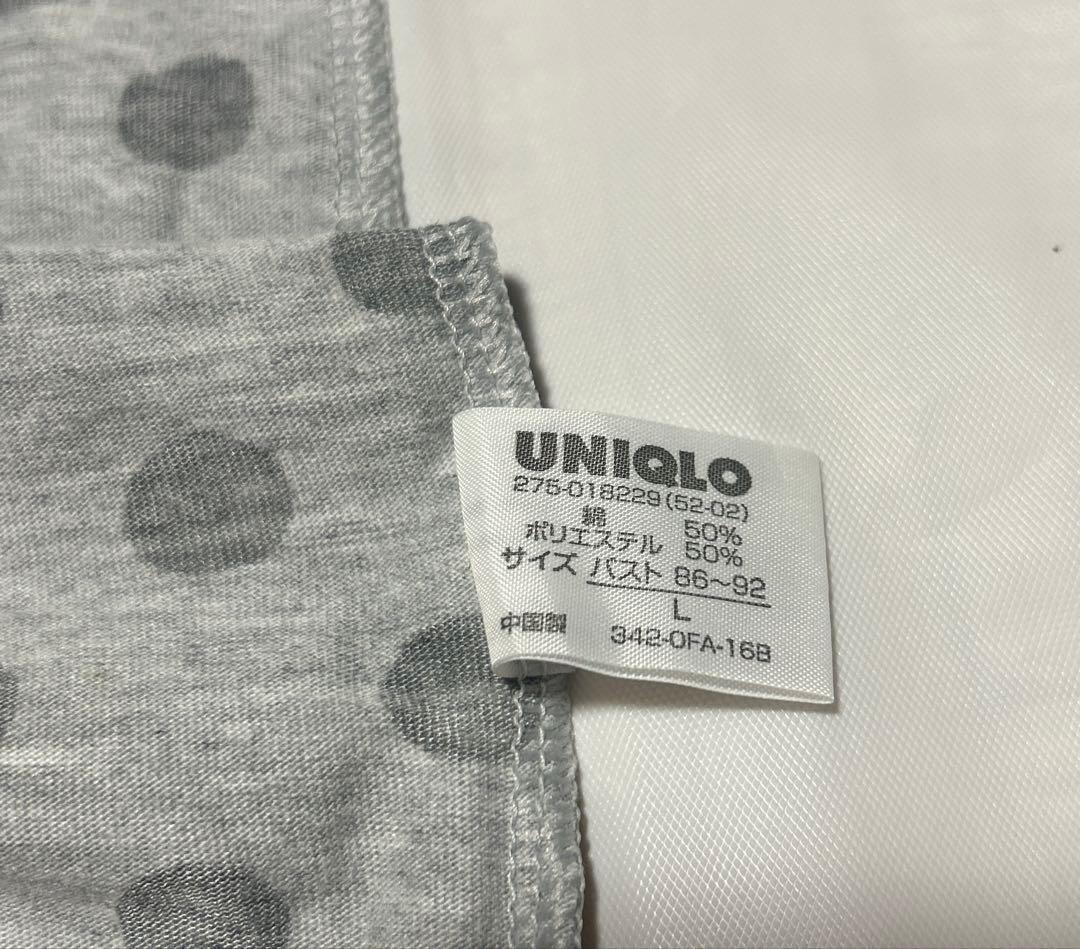 UNIQLO
275-018229(52-02)
綿 50%
ポリエステル 50%
サイズ バスト 86~92
L
中国製 342-0FA-16B